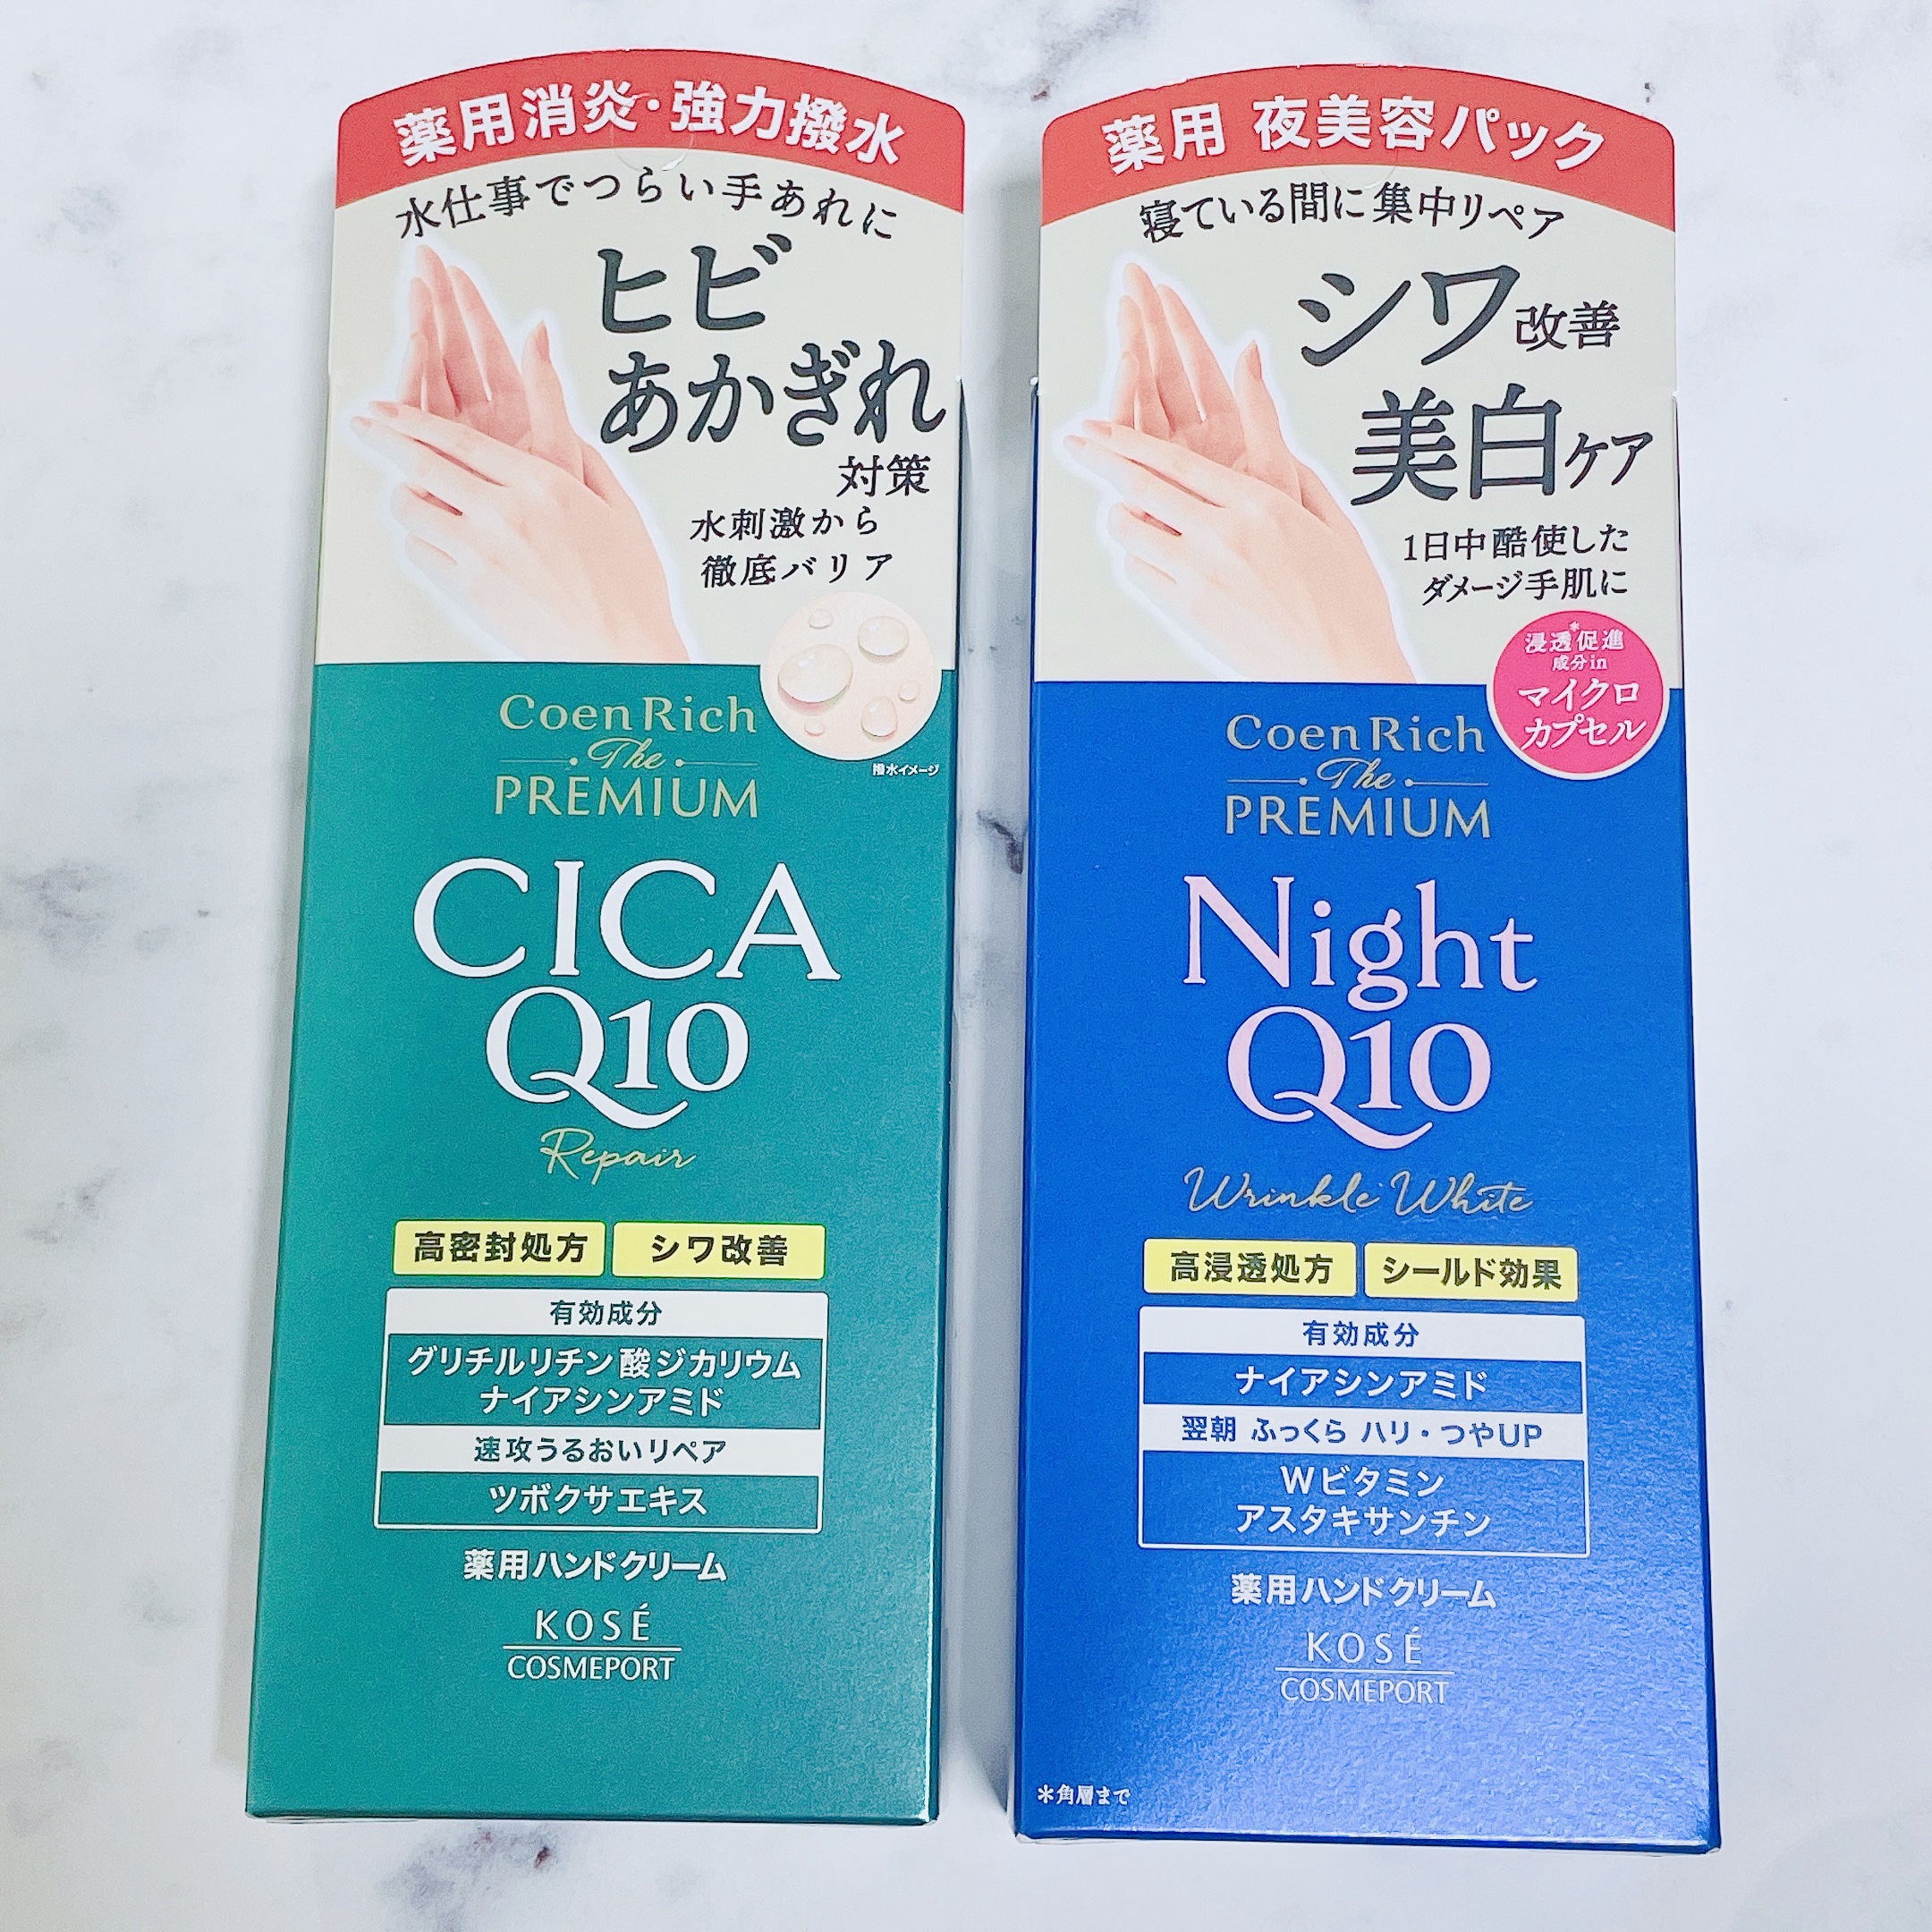 薬用消炎・強力撥水
水仕事でつらい手あれに
ヒビ
あかぎれ
対策
水刺激から
徹底バリア
撥水イメージ
Coen Rich
The
PREMIUM
CICA
Q10
Repair
高密封処方 シワ改善
有効成分
グリチルリチン酸ジカリウム
ナイアシンアミド
速攻うるおいリペア
ツボクサエキス
薬用ハンドクリーム
KOSÉ
COSMEPORT
薬用 夜美容パック
寝ている間に集中リペア
シワ改善
美白ケア
1日中酷使した
ダメージ手肌に
浸透*促進
成分in
マイクロ
カプセル
Coen Rich
The
PREMIUM
Night
Q10
Wrinkle White
高浸透処方 シールド効果
有効成分
ナイアシンアミド
翌朝 ふっくら ハリ・つやUP
Wビタミン
アスタキサンチン
薬用ハンドクリーム
KOSÉ
COSMEPORT
*角層まで